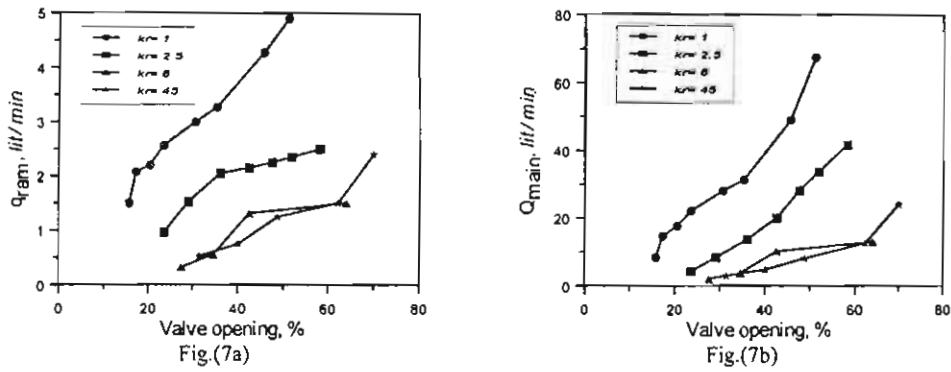 5
4
3
2
1
0
0
20
40
60
80
kr= 1
kr= 2.5
kr= 6
kr= 45
qram, lit/min
Valve opening, %
Fig.(7a)
80
60
40
20
0
0
20
40
60
80
kr= 1
kr= 2.5
kr= 6
kr= 45
Qmain, lit/min
Valve opening, %
Fig.(7b)